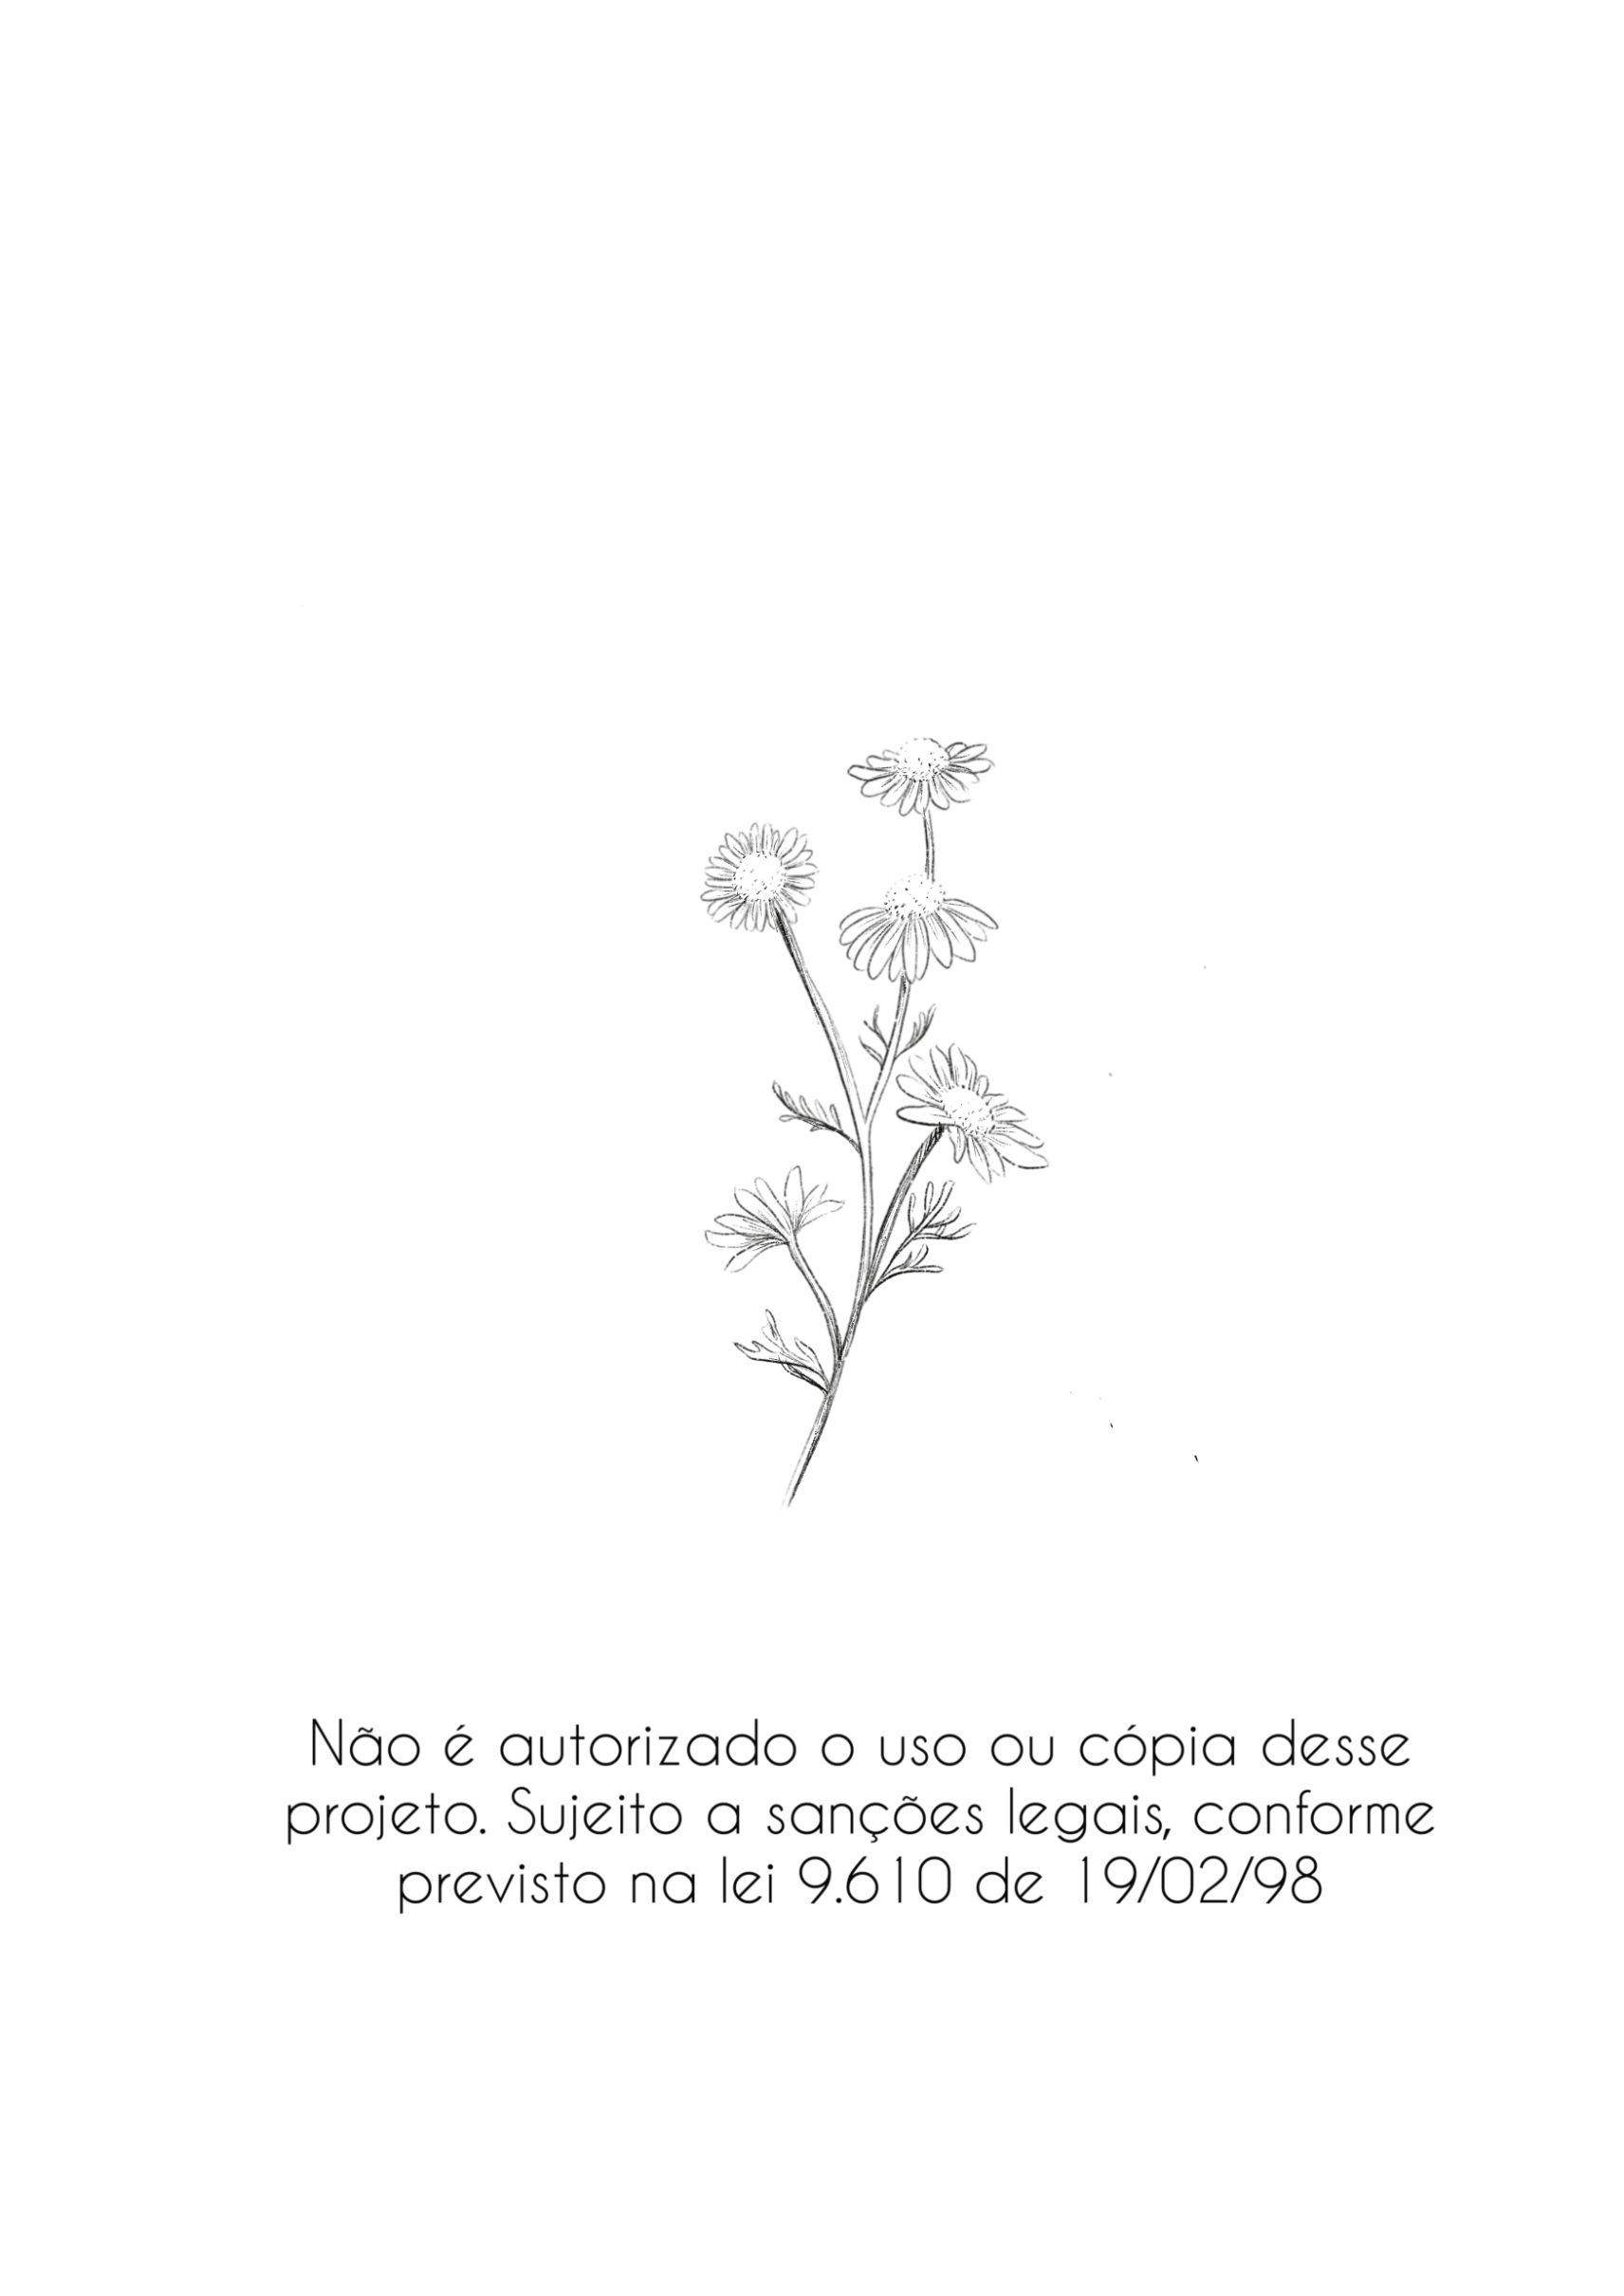 Não é autorizado o uso ou cópia desse
projeto. Sujeito a sanções legais, conforme
previsto na lei 9.610 de 19/02/98